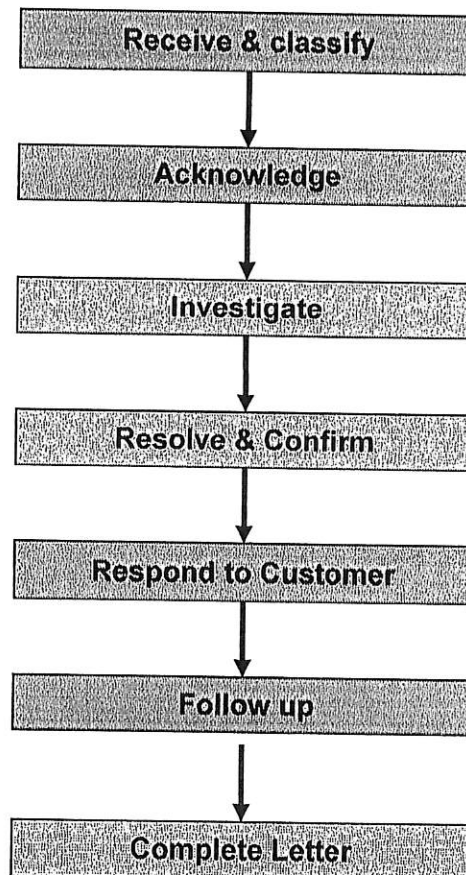 Receive & classify
Acknowledge
Investigate
Resolve & Confirm
Respond to Customer
Follow up
Complete Letter